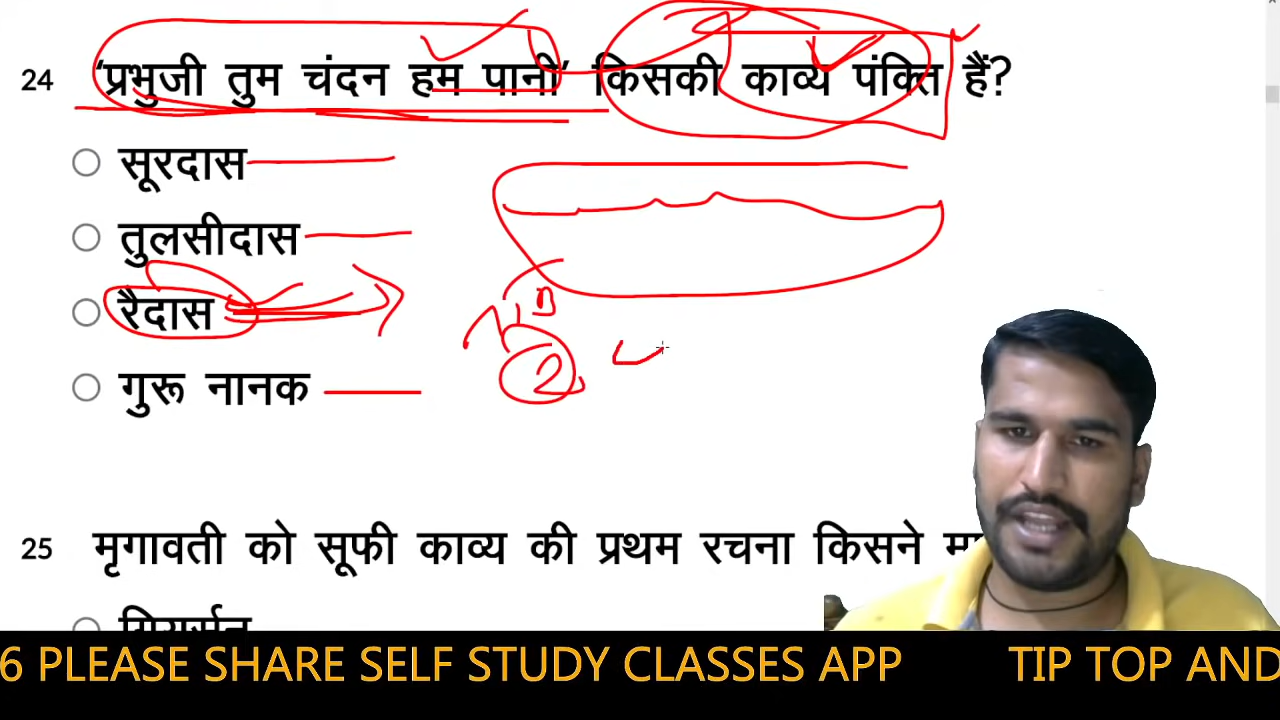 24 'प्रभुजी तुम चंदन हम पानी' किसकी काव्य पंक्ति हैं?
सूरदास
तुलसीदास
रैदास
गुरू नानक
2
25 मृगावती को सूफी काव्य की प्रथम रचना किसने
6 PLEASE SHARE SELF STUDY CLASSES APP TIP TOP AND